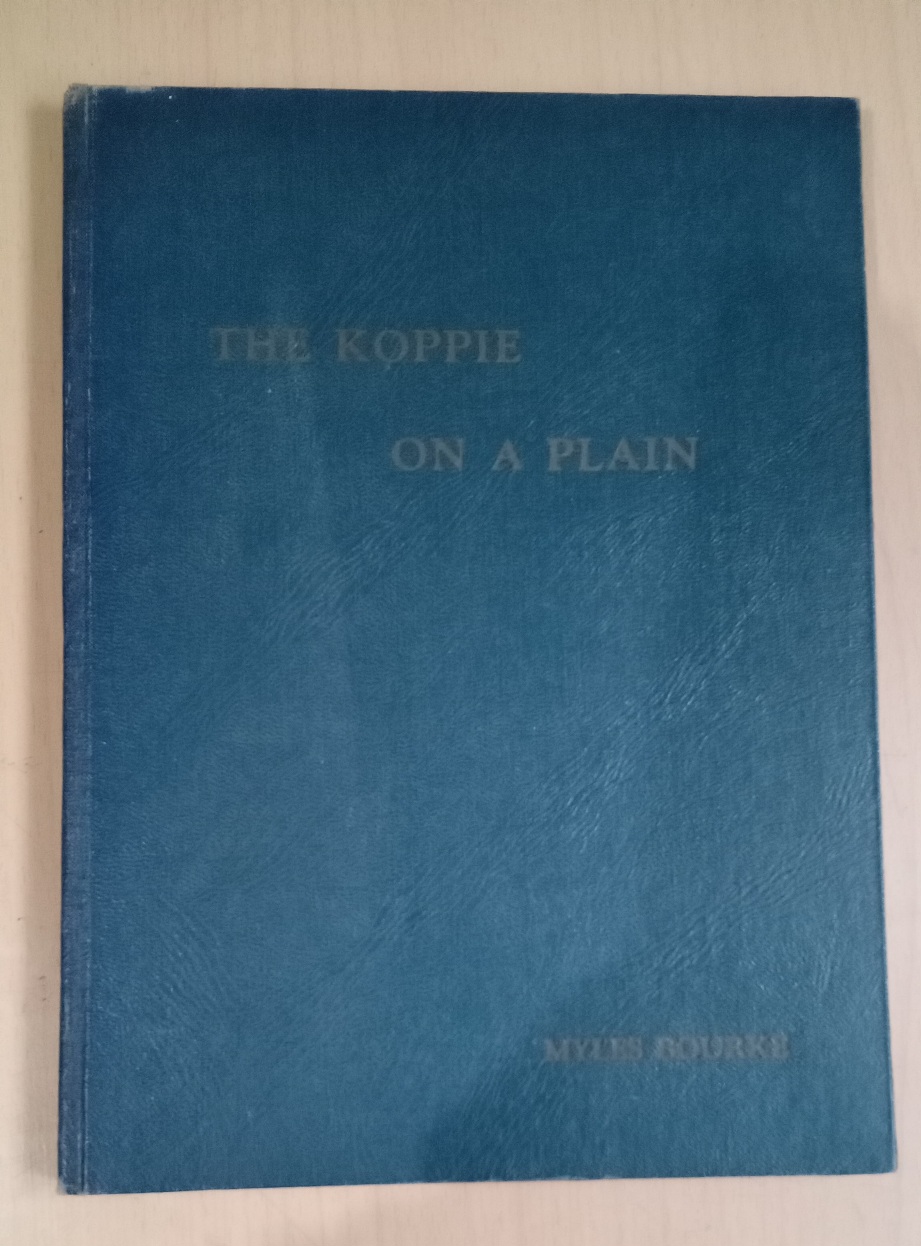 THE KOPPIE
ON A PLAIN
MYLES BOURKE